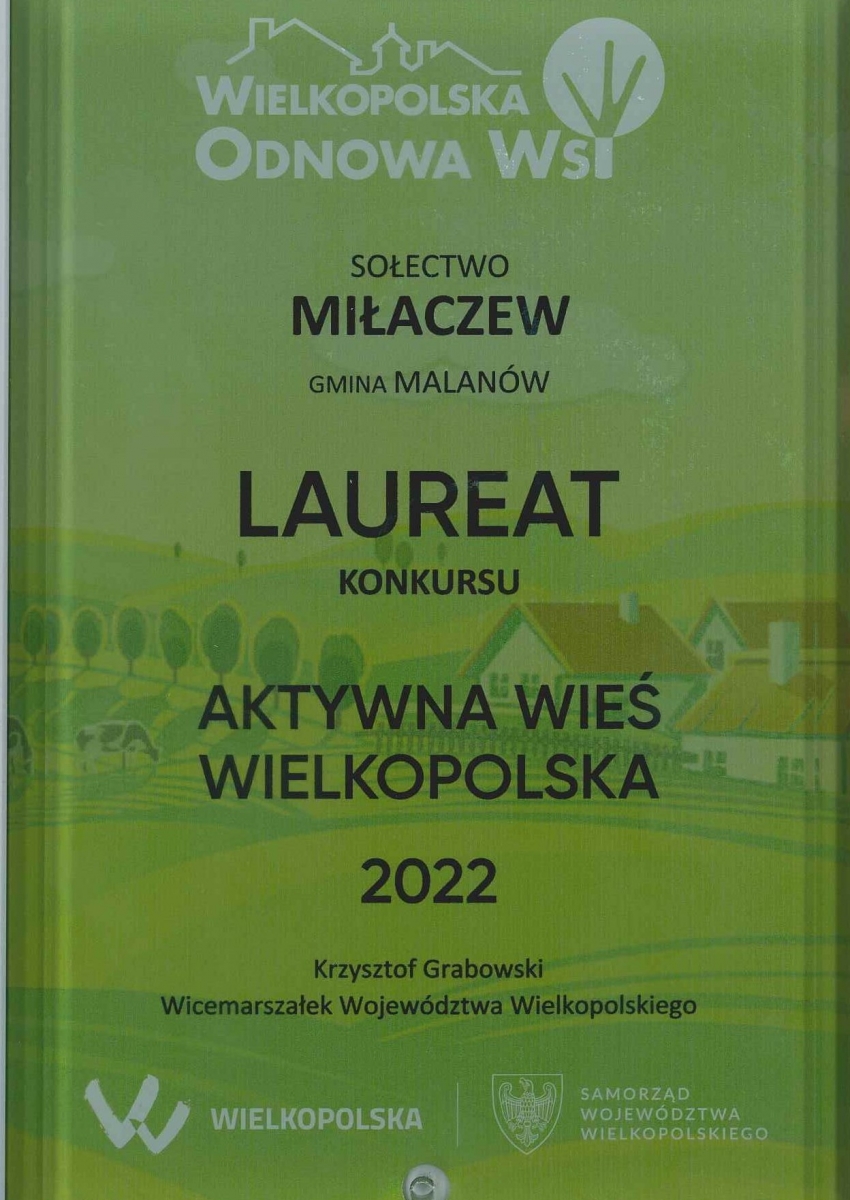 WIELKOPOLSKA
ODNOWA WSI
SOŁECTWO
MIŁACZEW
GMINA MALANÓW
LAUREAT
KONKURSU
AKTYWNA WIEŚ
WIELKOPOLSKA
2022
Krzysztof Grabowski
Wicemarszałek Województwa Wielkopolskiego
WIELKOPOLSKA
SAMORZĄD
WOJEWÓDZTWA
WIELKOPOLSKIEGO